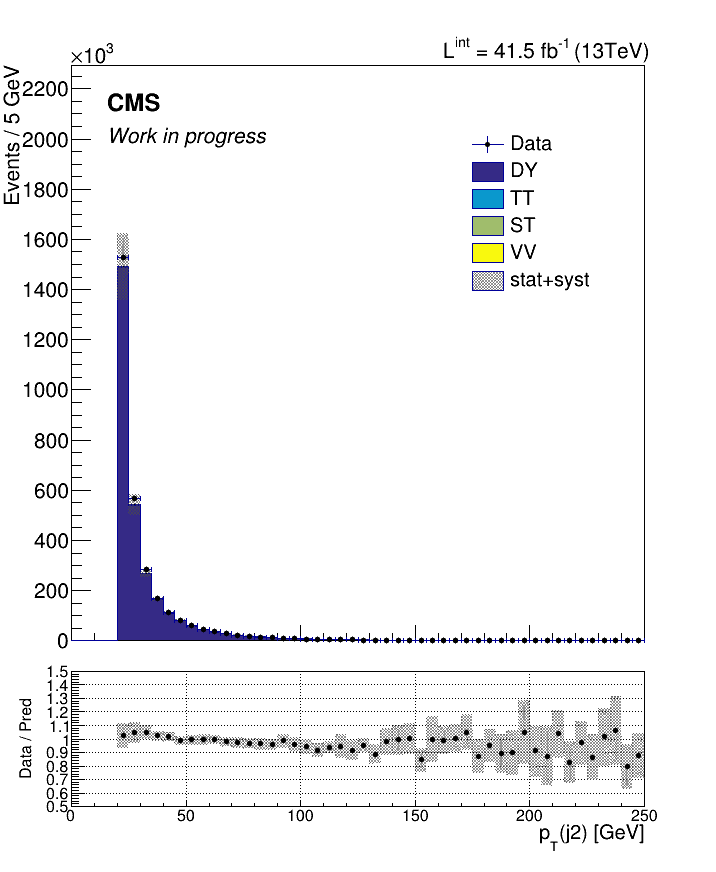 ×10³
L^int = 41.5 fb⁻¹ (13TeV)
Events / 5 GeV
2200
2000
1800
1600
1400
1200
1000
800
600
400
200
0
CMS
Work in progress
Data
DY
TT
ST
VV
stat+syst
Data / Pred
1.5
1.4
1.3
1.2
1.1
1
0.9
0.8
0.7
0.6
0.5
0 50 100 150 200 250
p_T(j2) [GeV]